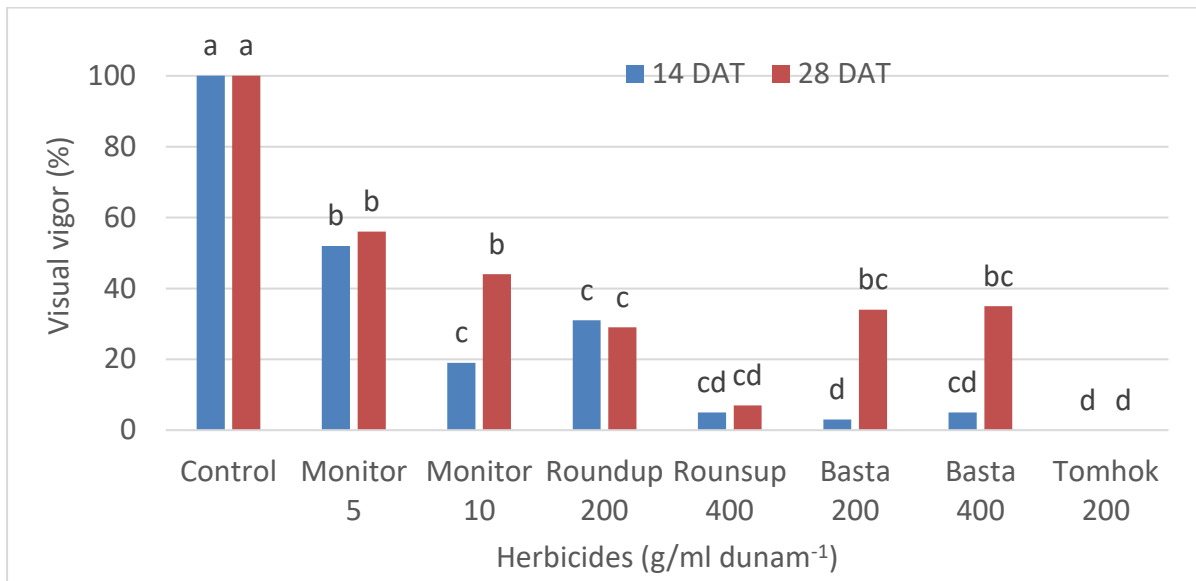 a a
14 DAT 28 DAT
100
80
60
40
20
0
Visual vigor (%)
b b
c b
c c
cd cd
d bc
cd bc
d d
Control Monitor Monitor Roundup Rounsup Basta Basta Tomhok
5 10 200 400 200 400 200
Herbicides (g/ml dunam⁻¹)